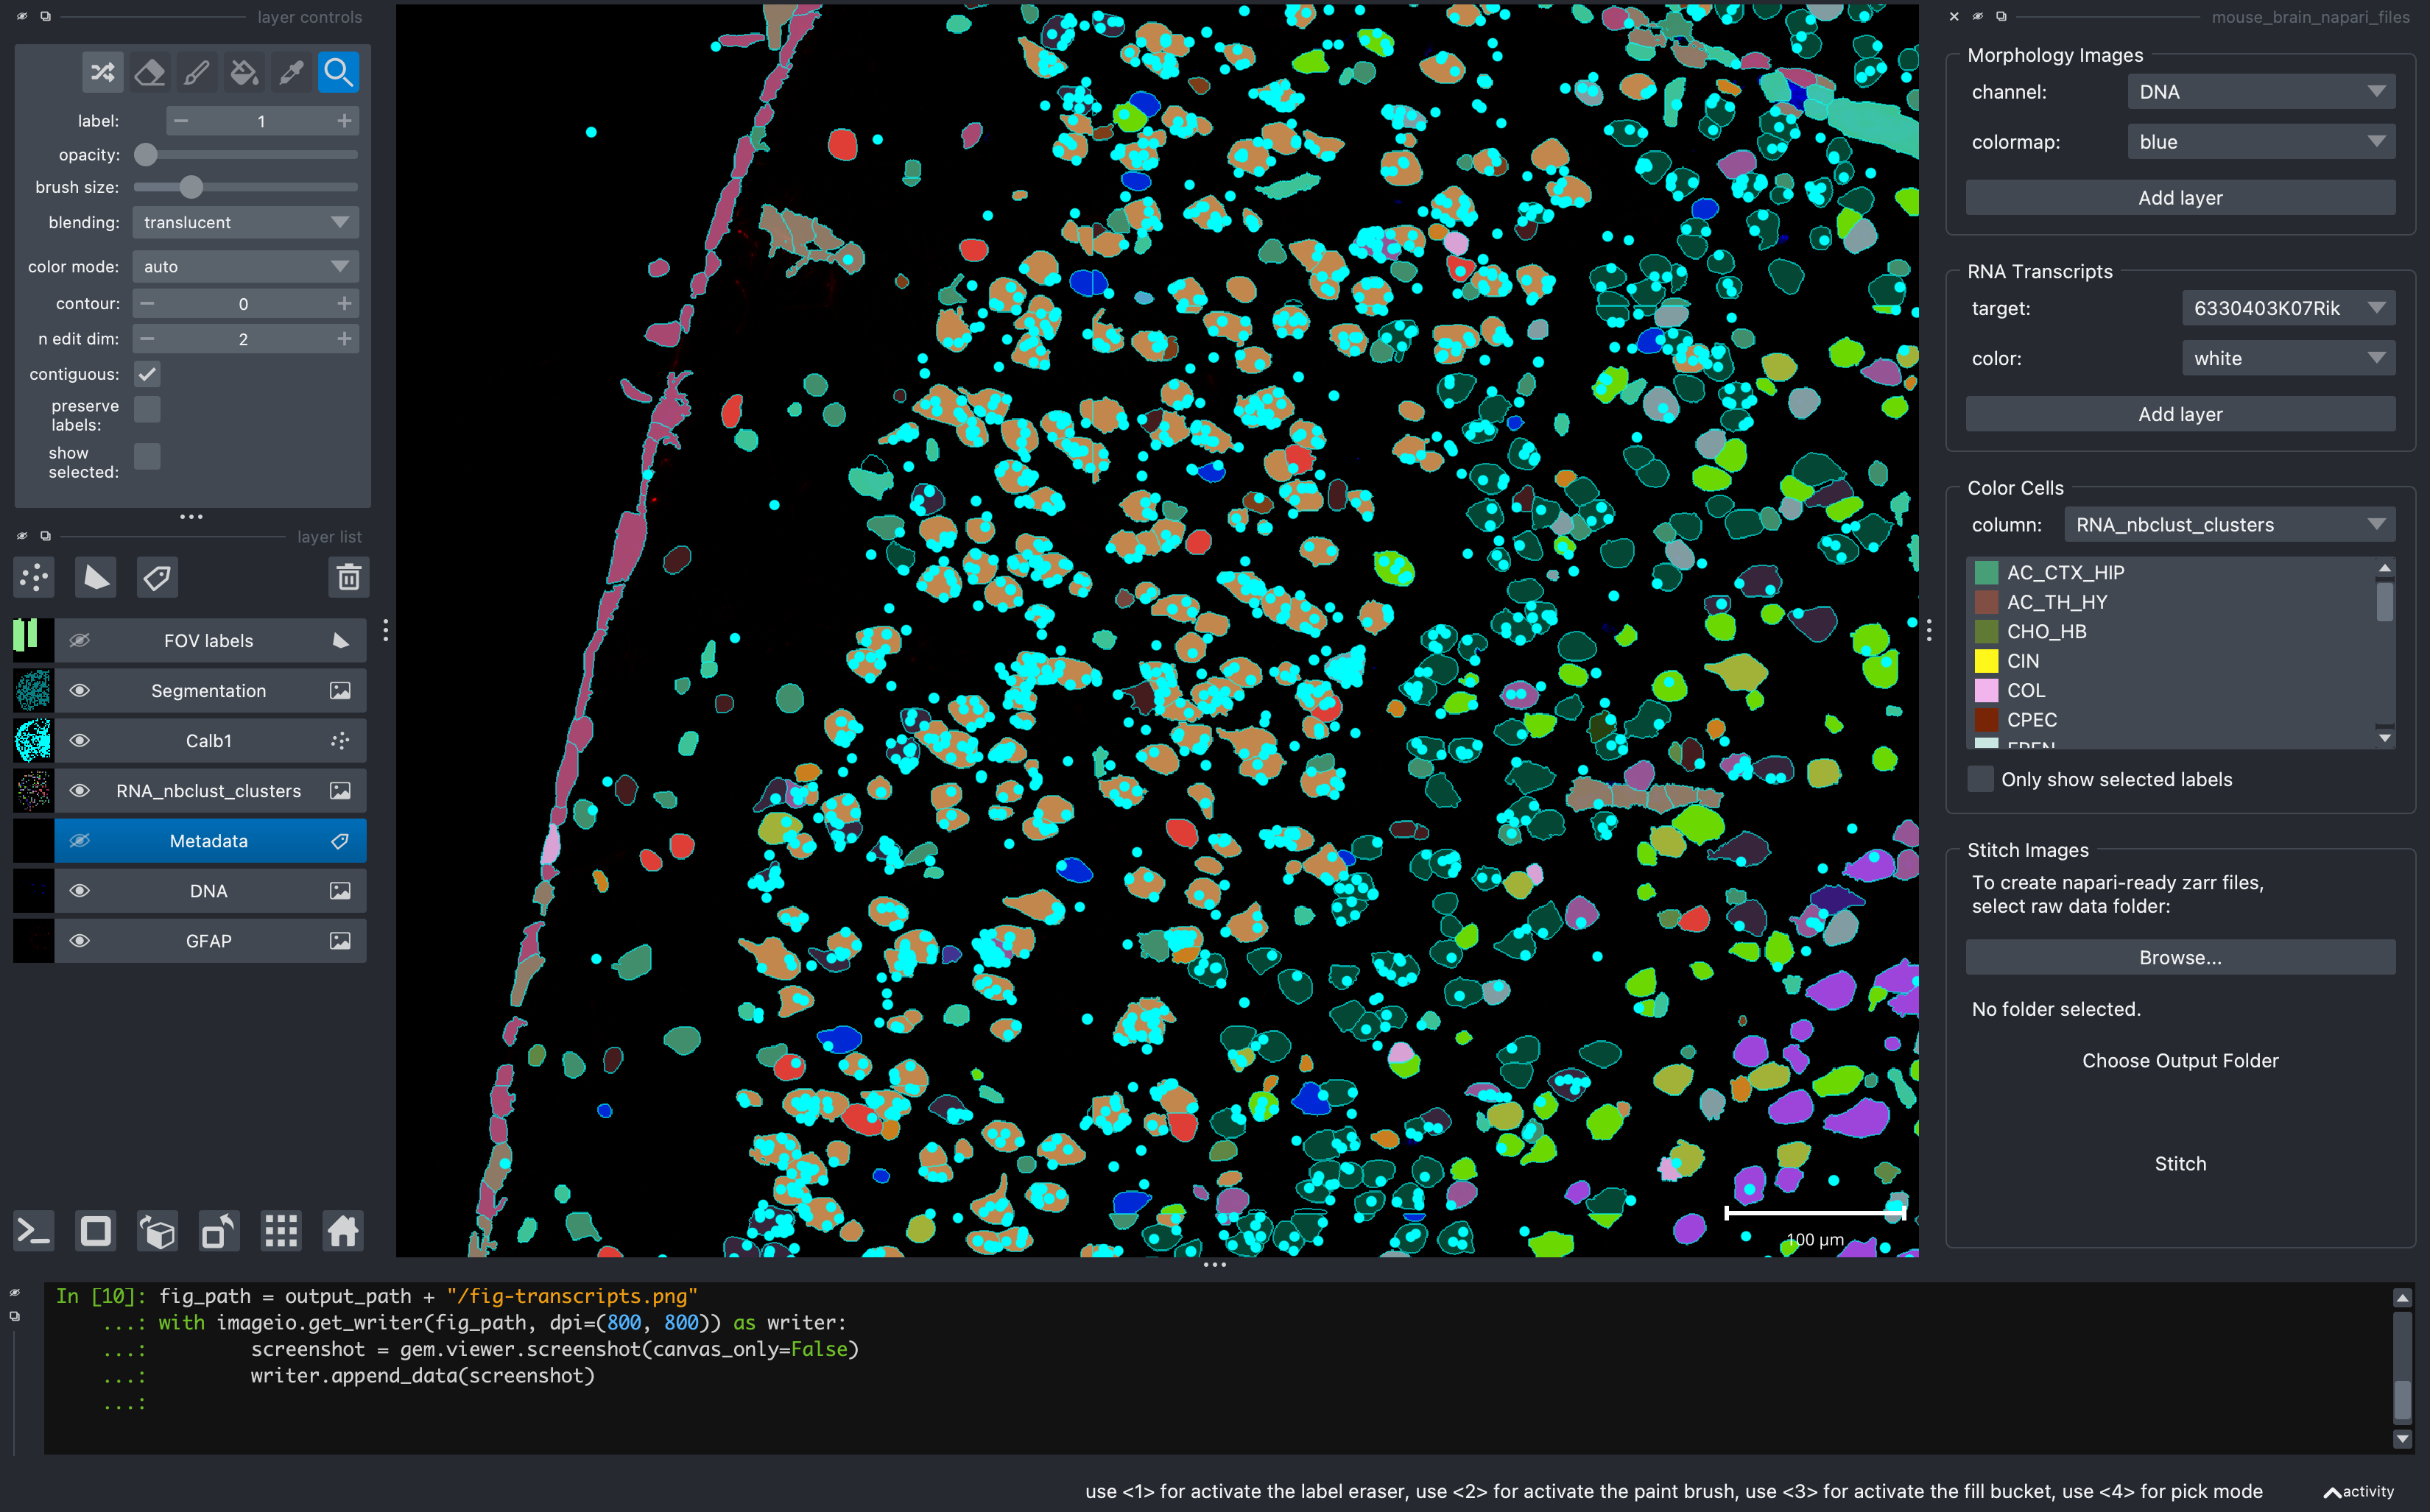 layer controls
label:
1
opacity:
brush size:
blending:
translucent
color mode:
auto
contour:
0
n edit dim:
2
contiguous:
preserve
labels:
show
selected:
layer list
FOV labels
Segmentation
Calb1
RNA_nbclust_clusters
Metadata
DNA
GFAP
100 µm
mouse_brain_napari_files
Morphology Images
channel:
DNA
colormap:
blue
Add layer
RNA Transcripts
target:
6330403K07Rik
color:
white
Add layer
Color Cells
column:
RNA_nbclust_clusters
AC_CTX_HIP
AC_TH_HY
CHO_HB
CIN
COL
CPEC
Only show selected labels
Stitch Images
To create napari-ready zarr files,
select raw data folder:
Browse...
No folder selected.
Choose Output Folder
Stitch
In [10]: fig_path = output_path + "/fig-transcripts.png"
...: with imageio.get_writer(fig_path, dpi=(800, 800)) as writer:
...: screenshot = gem.viewer.screenshot(canvas_only=False)
...: writer.append_data(screenshot)
...:
use <1> for activate the label eraser, use <2> for activate the paint brush, use <3> for activate the fill bucket, use <4> for pick mode
activity